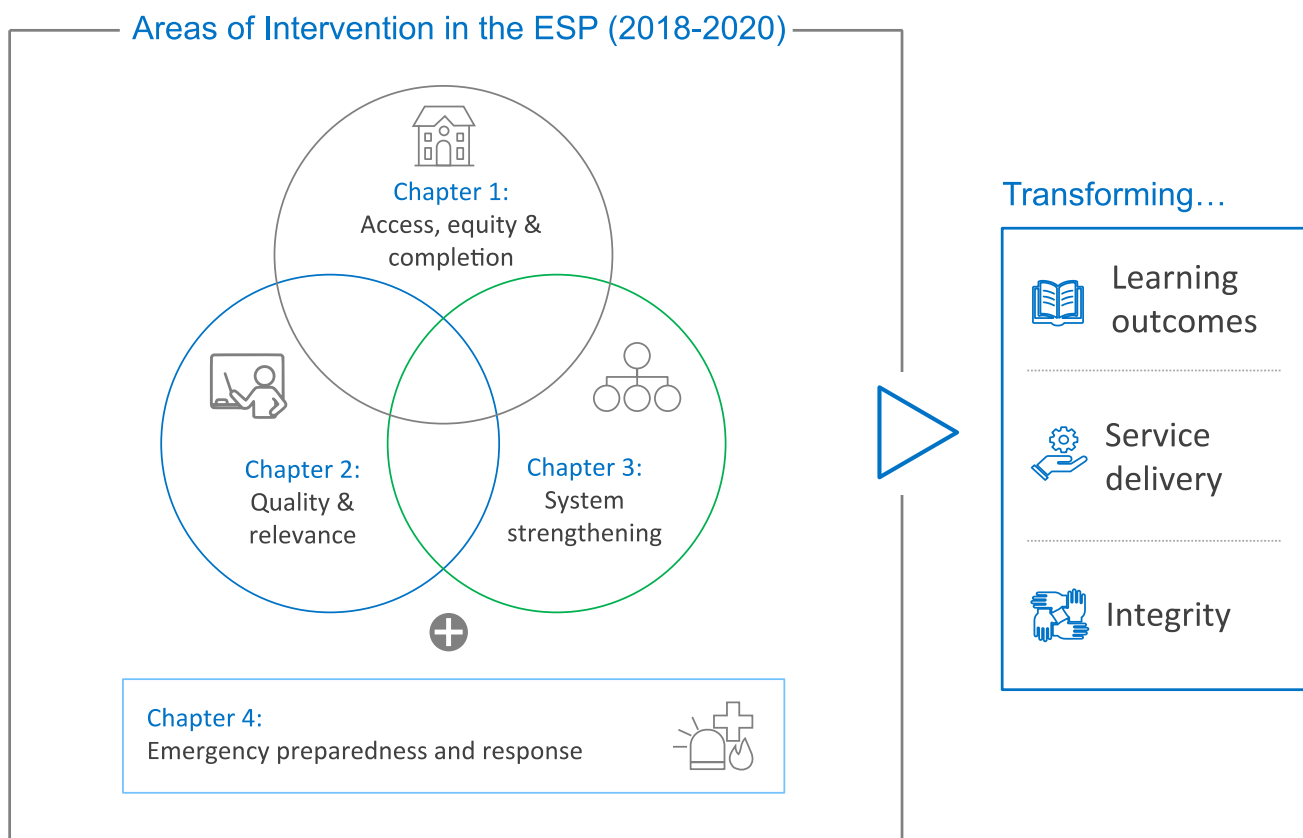 Areas of Intervention in the ESP (2018-2020)
Chapter 1:
Access, equity &
completion
Chapter 2:
Quality &
relevance
Chapter 3:
System
strengthening
Chapter 4:
Emergency preparedness and response
Transforming…
Learning
outcomes
Service
delivery
Integrity